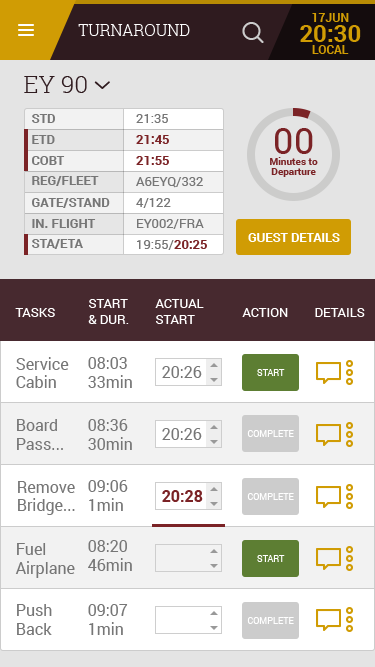 TURNAROUND
17JUN
20:30
LOCAL
EY 90
STD 21:35
ETD 21:45
COBT 21:55
REG/FLEET A6EYQ/332
GATE/STAND 4/122
IN. FLIGHT EY002/FRA
STA/ETA 19:55/20:25
00
Minutes to
Departure
GUEST DETAILS
TASKS
START
& DUR.
ACTUAL
START
ACTION
DETAILS
Service
Cabin
08:03
33min
20:26
START
Board
Pass...
08:36
30min
20:26
COMPLETE
Remove
Bridge...
09:06
1min
20:28
COMPLETE
Fuel
Airplane
08:20
46min
START
Push
Back
09:07
1min
COMPLETE